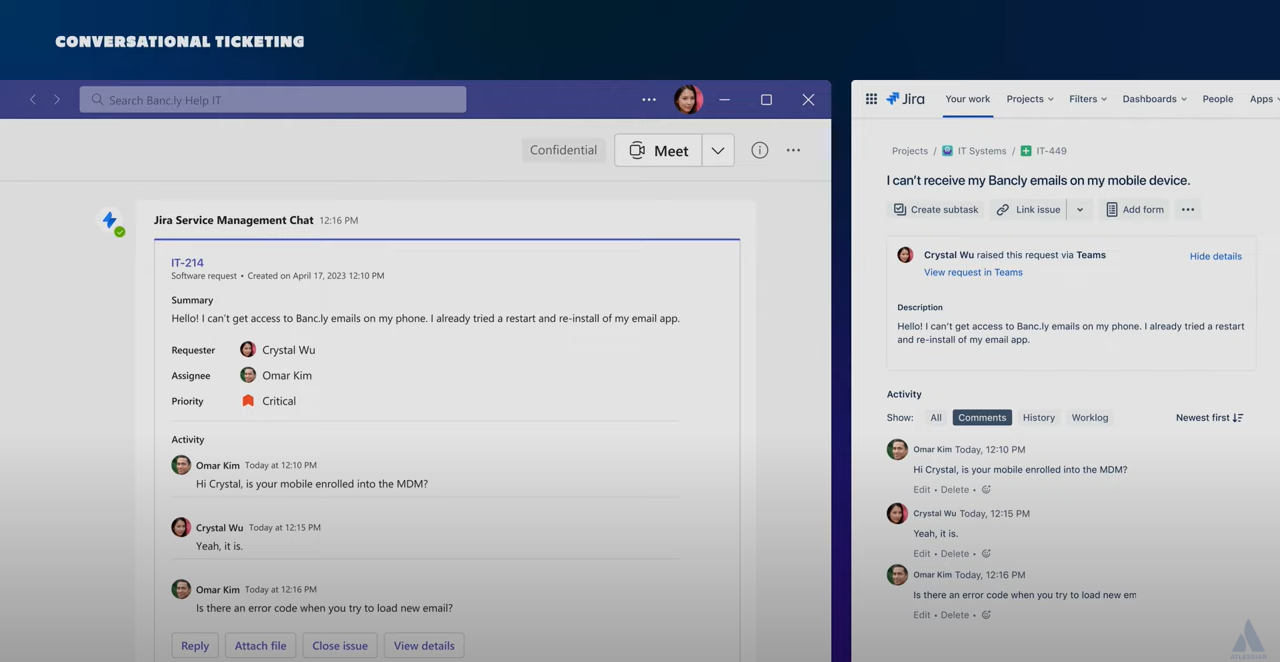 CONVERSATIONAL TICKETING
Search Banc.ly Help IT
Confidential
Meet
Jira Service Management Chat 12:16 PM
IT-214
Software request • Created on April 17, 2023 12:10 PM
Summary
Hello! I can't get access to Banc.ly emails on my phone. I already tried a restart and re-install of my email app.
Requester Crystal Wu
Assignee Omar Kim
Priority Critical
Activity
Omar Kim Today at 12:10 PM
Hi Crystal, is your mobile enrolled into the MDM?
Crystal Wu Today at 12:15 PM
Yeah, it is.
Omar Kim Today at 12:16 PM
Is there an error code when you try to load new email?
Reply Attach file Close issue View details
Jira Your work Projects Filters Dashboards People Apps
Projects / IT Systems / IT-449
I can't receive my Bancly emails on my mobile device.
Create subtask Link issue Add form
Crystal Wu raised this request via Teams Hide details
View request in Teams
Description
Hello! I can't get access to Banc.ly emails on my phone. I already tried a restart
and re-install of my email app.
Activity
Show: All Comments History Worklog Newest first
Omar Kim Today, 12:10 PM
Hi Crystal, is your mobile enrolled into the MDM?
Edit • Delete •
Crystal Wu Today, 12:15 PM
Yeah, it is.
Edit • Delete •
Omar Kim Today, 12:16 PM
Is there an error code when you try to load new em
Edit • Delete •
ATLASSIAN